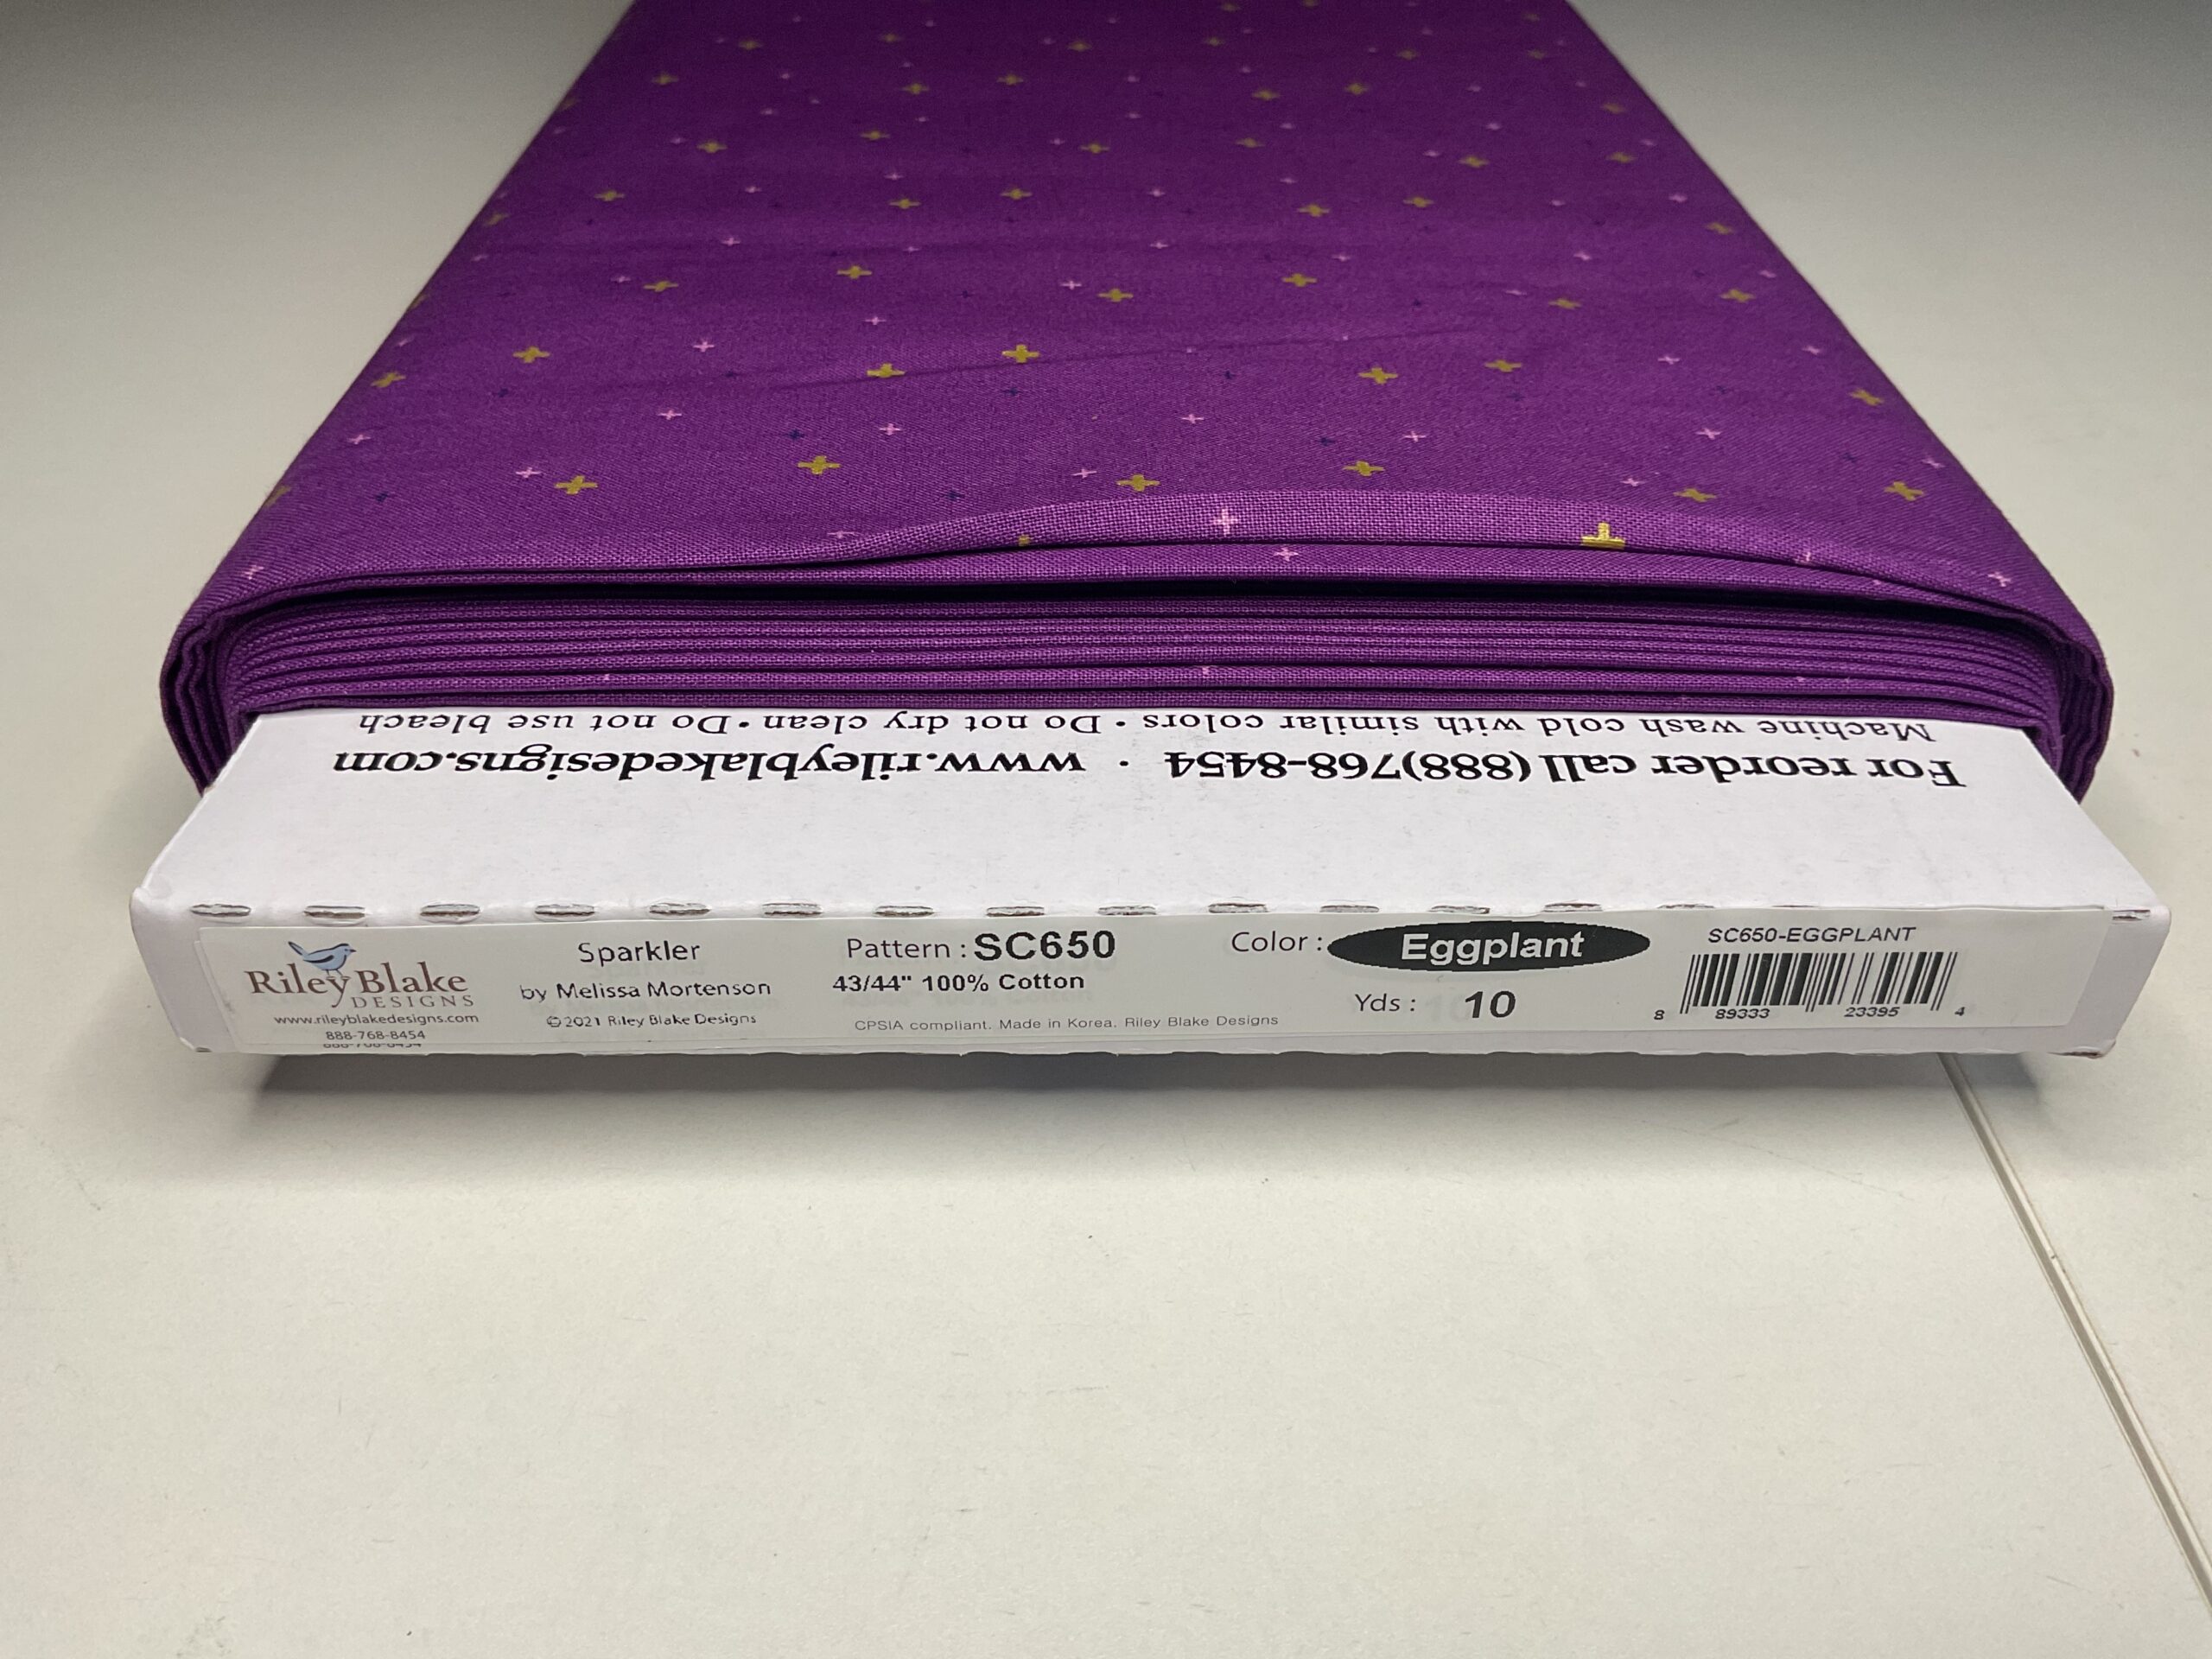 Machine wash cold with similar colors • Do not dry clean • Do not use bleach
For reorder call (888)768-8454 · www.rileyblakedesigns.com
Riley Blake
DESIGNS
www.rileyblakedesigns.com
888-768-8454
888-768-8454
Sparkler
by Melissa Mortenson
©2021 Riley Blake Designs
Pattern : SC650
43/44" 100% Cotton
CPSIA compliant. Made in Korea. Riley Blake Designs
Color : Eggplant
Yds : 10
SC650-EGGPLANT
8 89333 23395 4